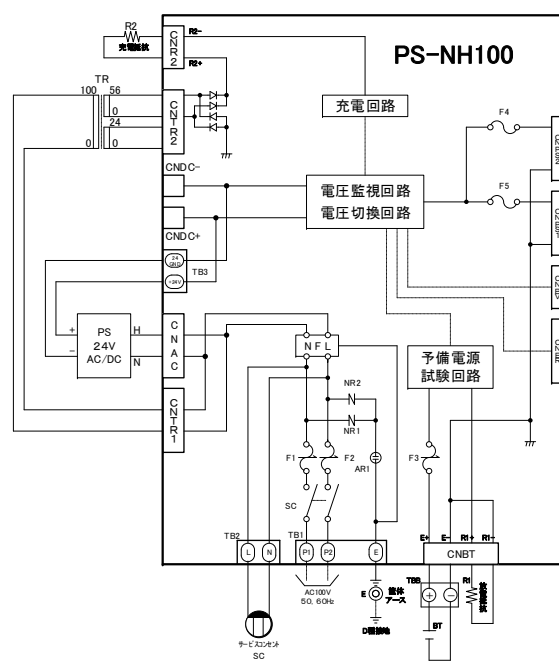 PS-NH100
R2
充電抵抗
R2-
R2+
CNR2
TR
100
56
0
24
0
0
CNTR2
充電回路
F4
F5
CNDC-
CNDC+
電圧監視回路
電圧切換回路
24
GND
+24V
TB3
PS
24V
AC/DC
+
-
H
N
CNAC
CNTR1
NFL
予備電源
試験回路
NR2
NR1
AR1
F1
F2
F3
SC
TB2
L
N
TB1
P1
P2
E
E+
E-
R1+
R1-
CNBT
AC100V
50, 60Hz
E
筐体
アース
D種接地
TBB
+
-
R1
BT
サービスコンセント
SC